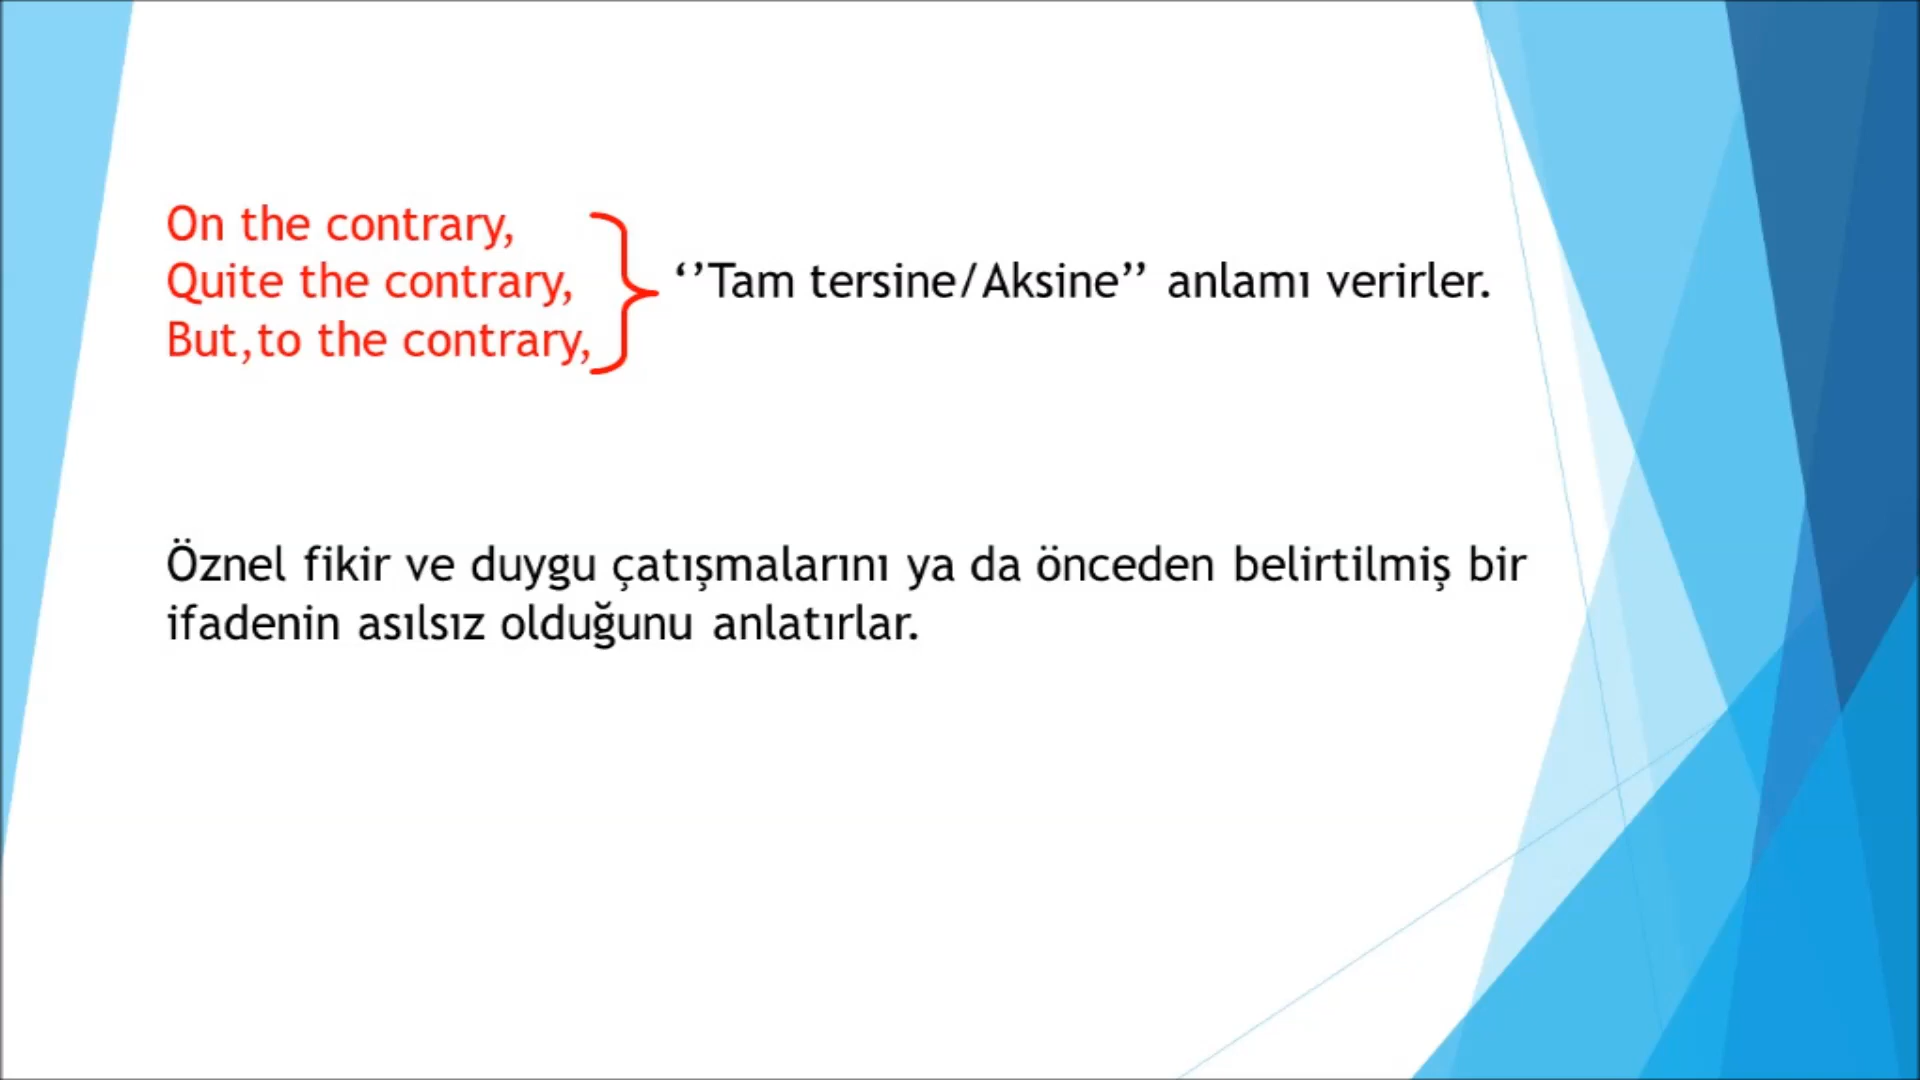 On the contrary,
Quite the contrary,
But,to the contrary,
‘’Tam tersine/Aksine’’ anlamı verirler.
Öznel fikir ve duygu çatışmalarını ya da önceden belirtilmiş bir
ifadenin asılsız olduğunu anlatırlar.